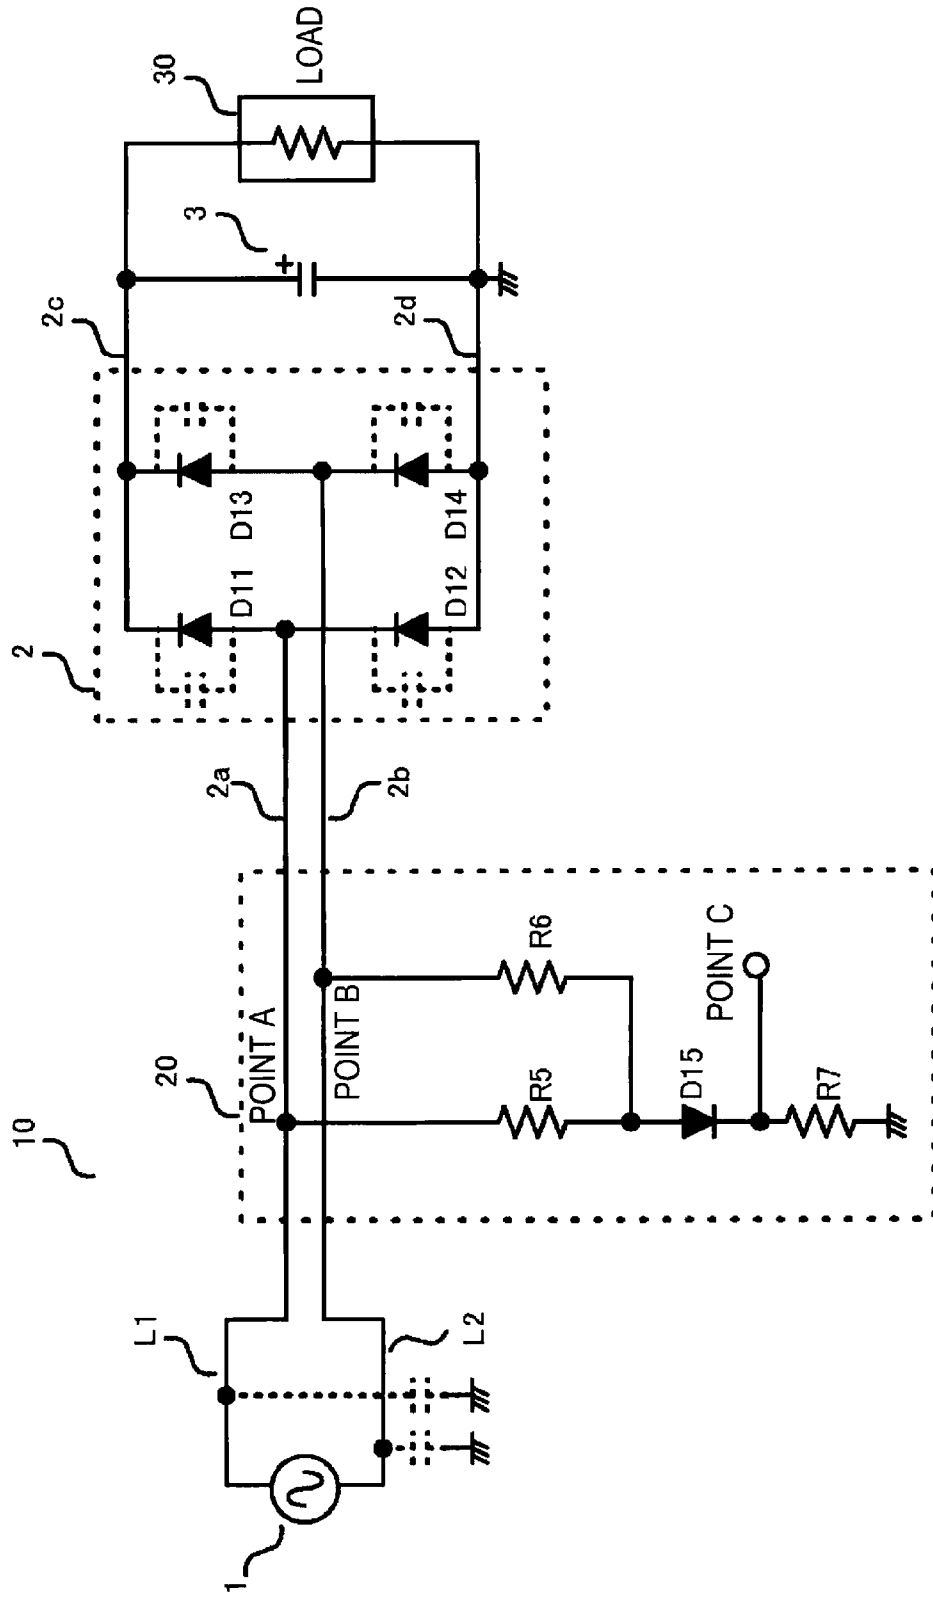 10
1
L1
L2
20
POINT A
POINT B
R5
R6
D15
POINT C
R7
2a
2b
2
D11
D13
D12
D14
2c
2d
3
+
30
LOAD